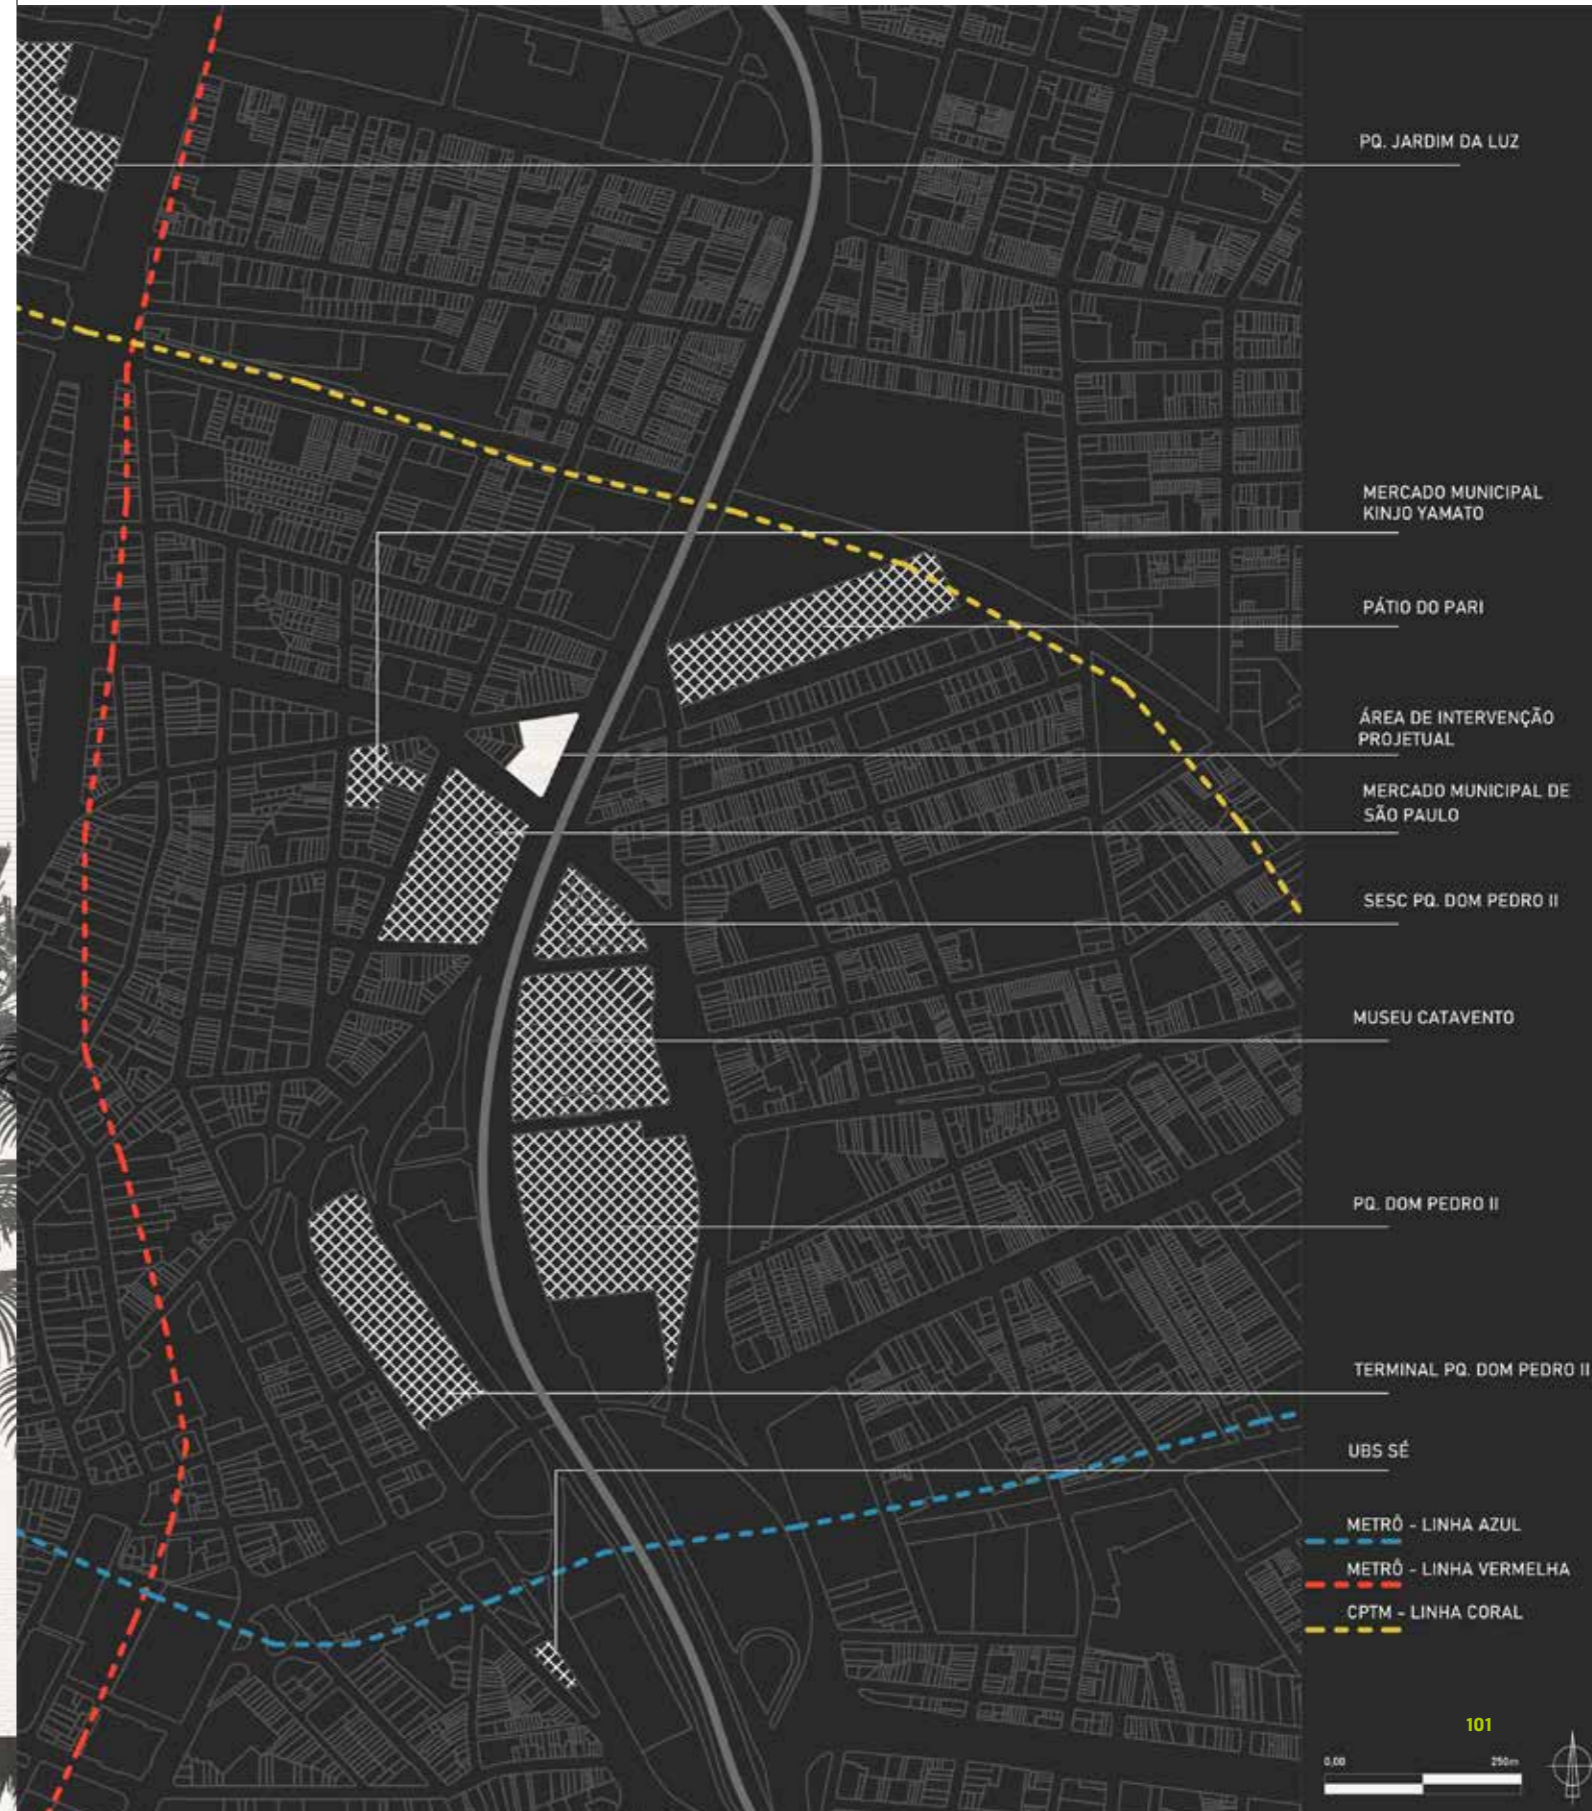 PQ. JARDIM DA LUZ
MERCADO MUNICIPAL
KINJO YAMATO
PÁTIO DO PARI
ÁREA DE INTERVENÇÃO
PROJETUAL
MERCADO MUNICIPAL DE
SÃO PAULO
SESC PQ. DOM PEDRO II
MUSEU CATAVENTO
PQ. DOM PEDRO II
TERMINAL PQ. DOM PEDRO II
UBS SÉ
METRÔ - LINHA AZUL
METRÔ - LINHA VERMELHA
CPTM - LINHA CORAL
101
0,00 250m